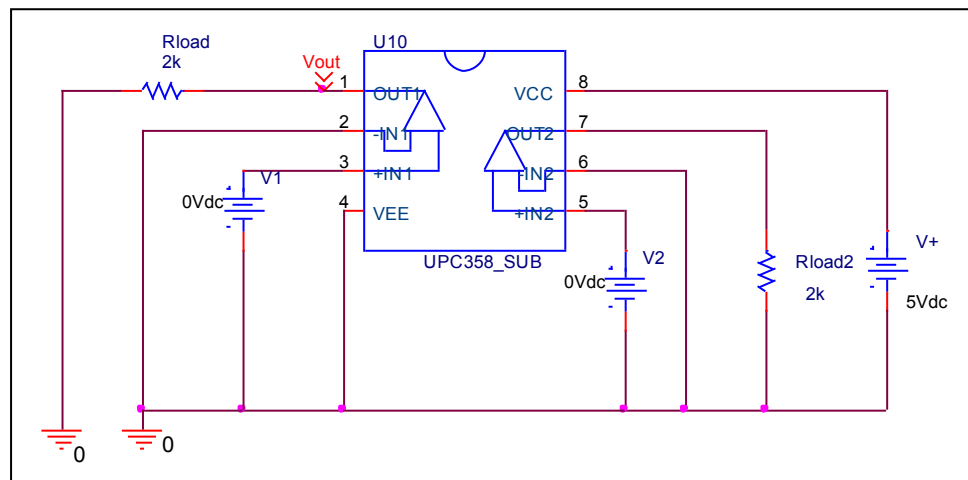 Rload
2k
Vout
U10
1
OUT1
VCC
8
2
-IN1
OUT2
7
3
+IN1
-IN2
6
4
VEE
+IN2
5
UPC358_SUB
V1
0Vdc
V2
0Vdc
Rload2
2k
V+
5Vdc
0
0